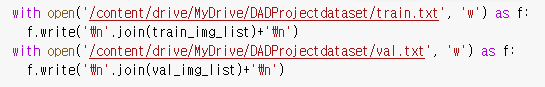 with open('/content/drive/MyDrive/DADProjectdataset/train.txt', 'w') as f:
f.write('₩n'.join(train_img_list)+'₩n')
with open('/content/drive/MyDrive/DADProjectdataset/val.txt', 'w') as f:
f.write('₩n'.join(val_img_list)+'₩n')